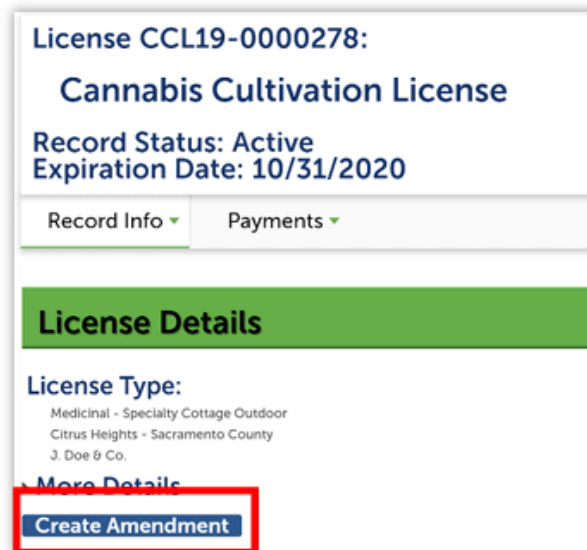 License CCL19-0000278:
Cannabis Cultivation License
Record Status: Active
Expiration Date: 10/31/2020
Record Info Payments
License Details
License Type:
Medicinal - Specialty Cottage Outdoor
Citrus Heights - Sacramento County
J. Doe & Co.
More Details
Create Amendment